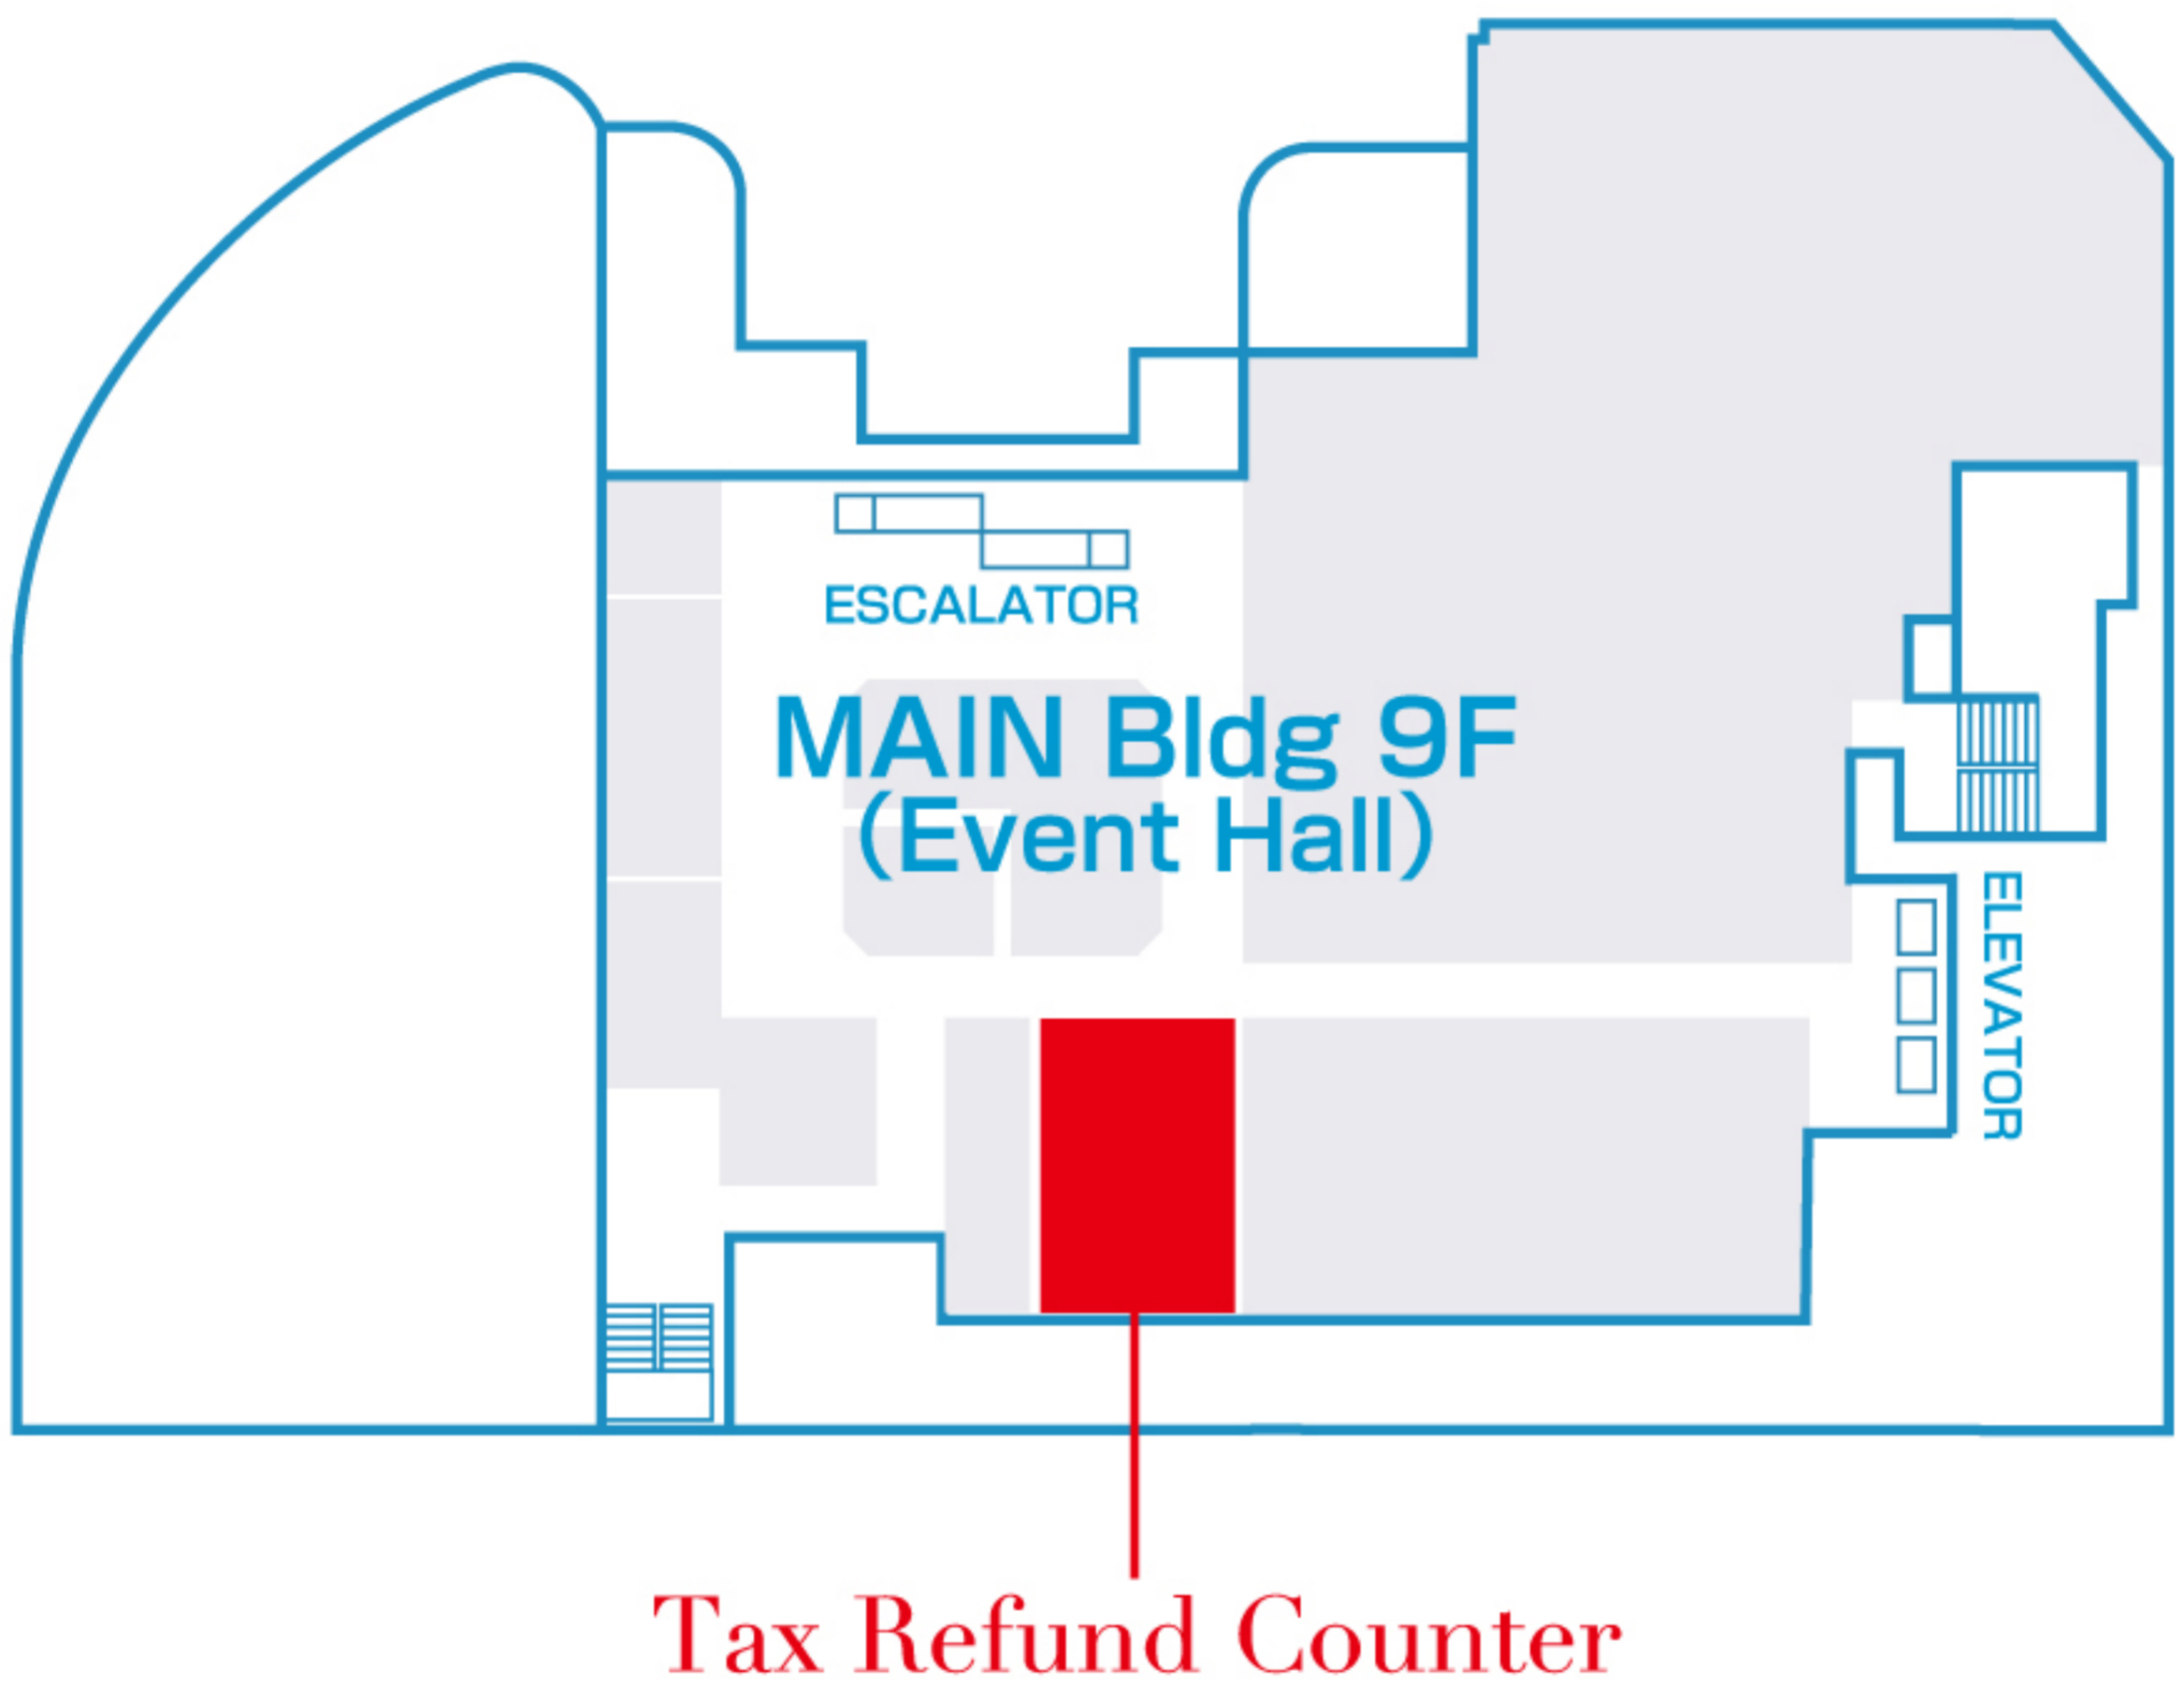 ESCALATOR
MAIN Bldg 9F
(Event Hall)
ELEVATOR
Tax Refund Counter